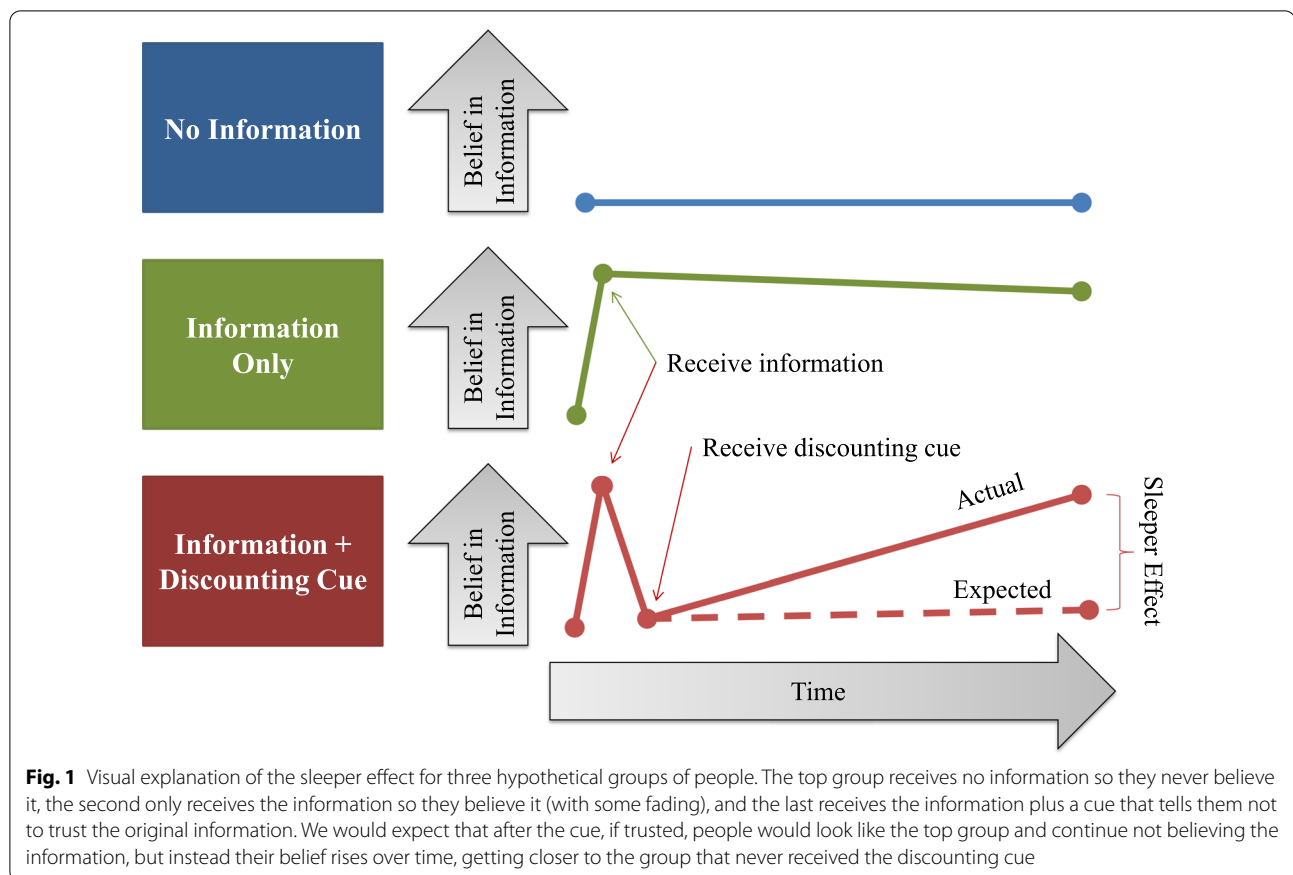 No Information
Belief in
Information
Information
Only
Belief in
Information
Receive information
Receive discounting cue
Information +
Discounting Cue
Belief in
Information
Actual
Expected
Sleeper Effect
Time
Fig. 1 Visual explanation of the sleeper effect for three hypothetical groups of people. The top group receives no information so they never believe
it, the second only receives the information so they believe it (with some fading), and the last receives the information plus a cue that tells them not
to trust the original information. We would expect that after the cue, if trusted, people would look like the top group and continue not believing the
information, but instead their belief rises over time, getting closer to the group that never received the discounting cue